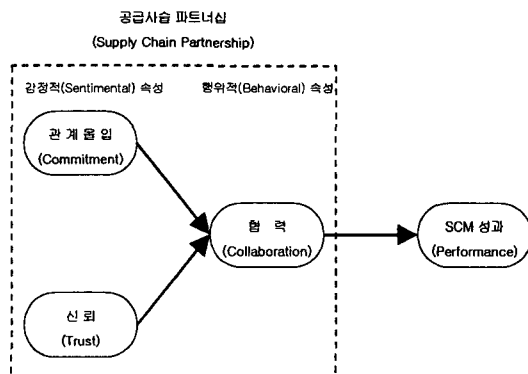 공급사슬 파트너십
(Supply Chain Partnership)
감정적(Sentimental) 속성
행위적(Behavioral) 속성
관계몰입
(Commitment)
협 력
(Collaboration)
SCM 성과
(Performance)
신 뢰
(Trust)